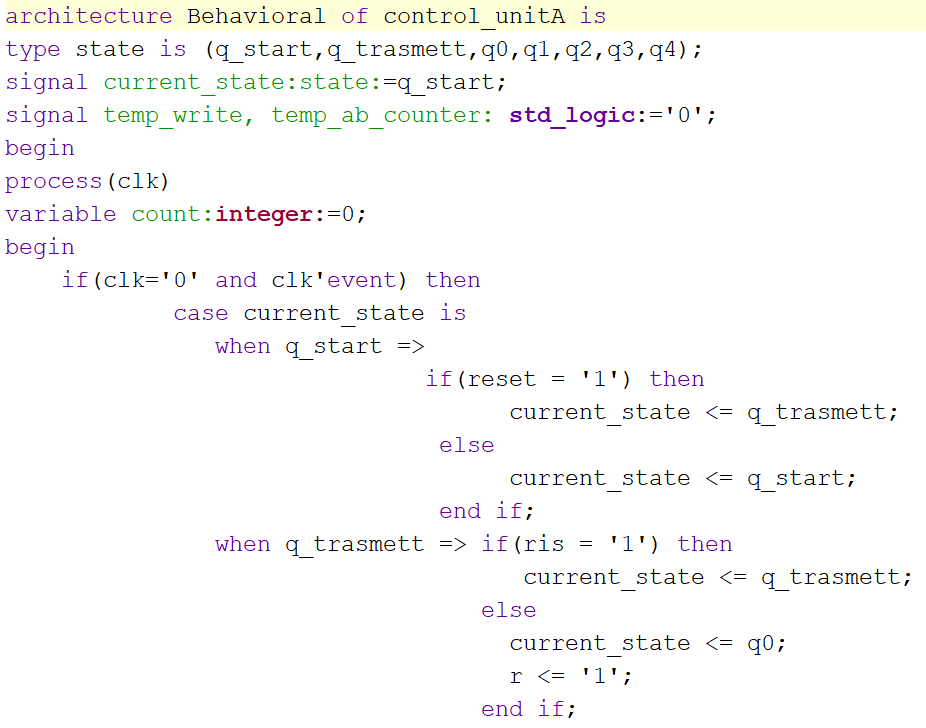 architecture Behavioral of control_unitA is
type state is (q_start,q_trasmett,q0,q1,q2,q3,q4);
signal current_state:state:=q_start;
signal temp_write, temp_ab_counter: std_logic:='0';
begin
process(clk)
variable count:integer:=0;
begin
if(clk='0' and clk'event) then
case current_state is
when q_start =>
if(reset = '1') then
current_state <= q_trasmett;
else
current_state <= q_start;
end if;
when q_trasmett => if(ris = '1') then
current_state <= q_trasmett;
else
current_state <= q0;
r <= '1';
end if;